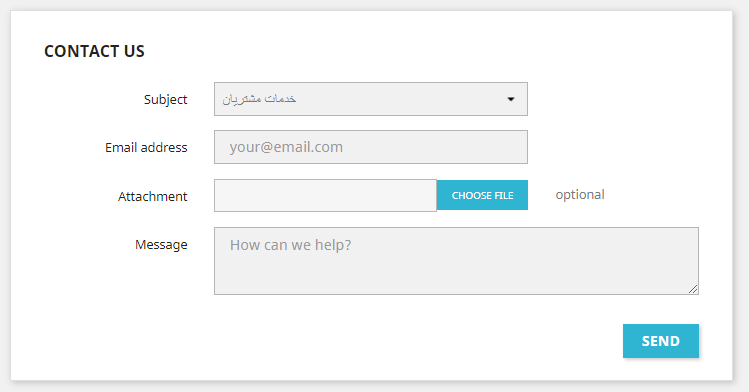 CONTACT US
Subject
خدمات مشتریان
Email address
your@email.com
Attachment
CHOOSE FILE
optional
Message
How can we help?
SEND